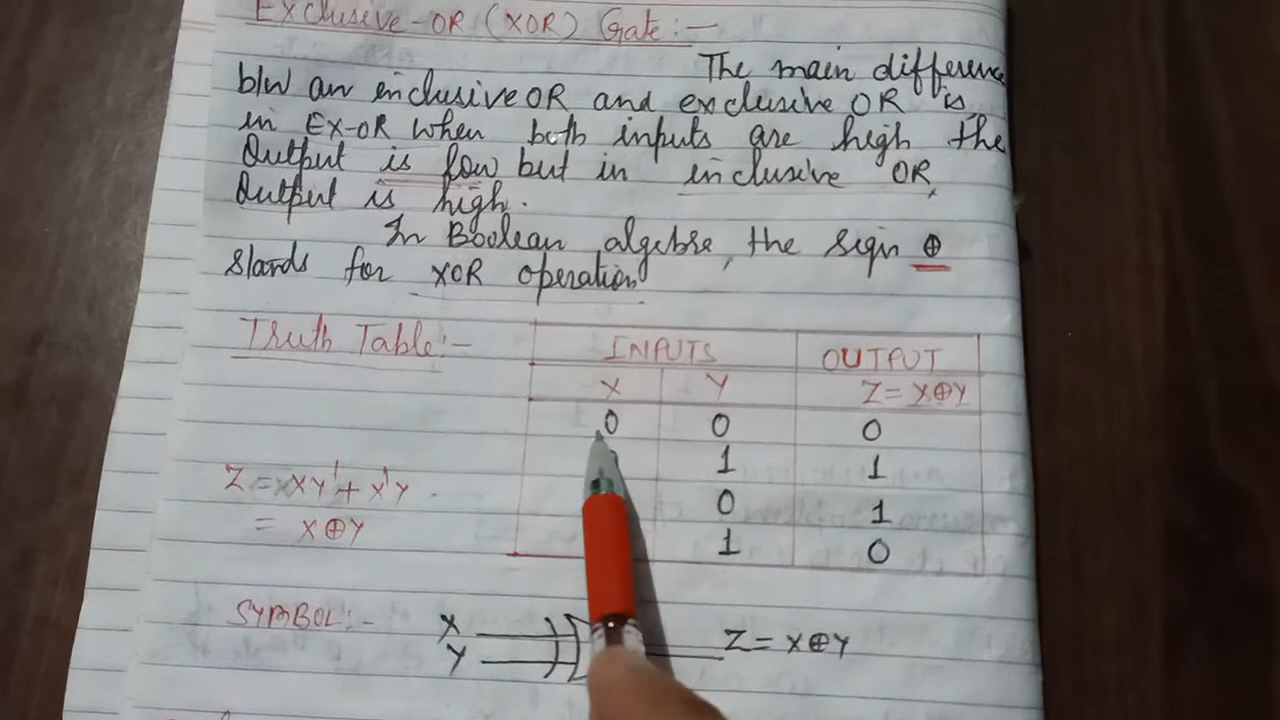 Exclusive-OR (XOR) Gate:-
The main difference
b/w an inclusive OR and exclusive OR is
in EX-OR when both inputs are high the
Output is low but in inclusive OR,
Output is high.
In Boolean algebre, the sign ⊕
stands for XOR operation
Truth Table:-
INPUTS OUTPUT
X Y Z = X⊕Y
0 0 0
1 1
0 1
1 0
Z = XY' + X'Y
= X⊕Y
SYMBOL:-
X
Y
Z = X⊕Y